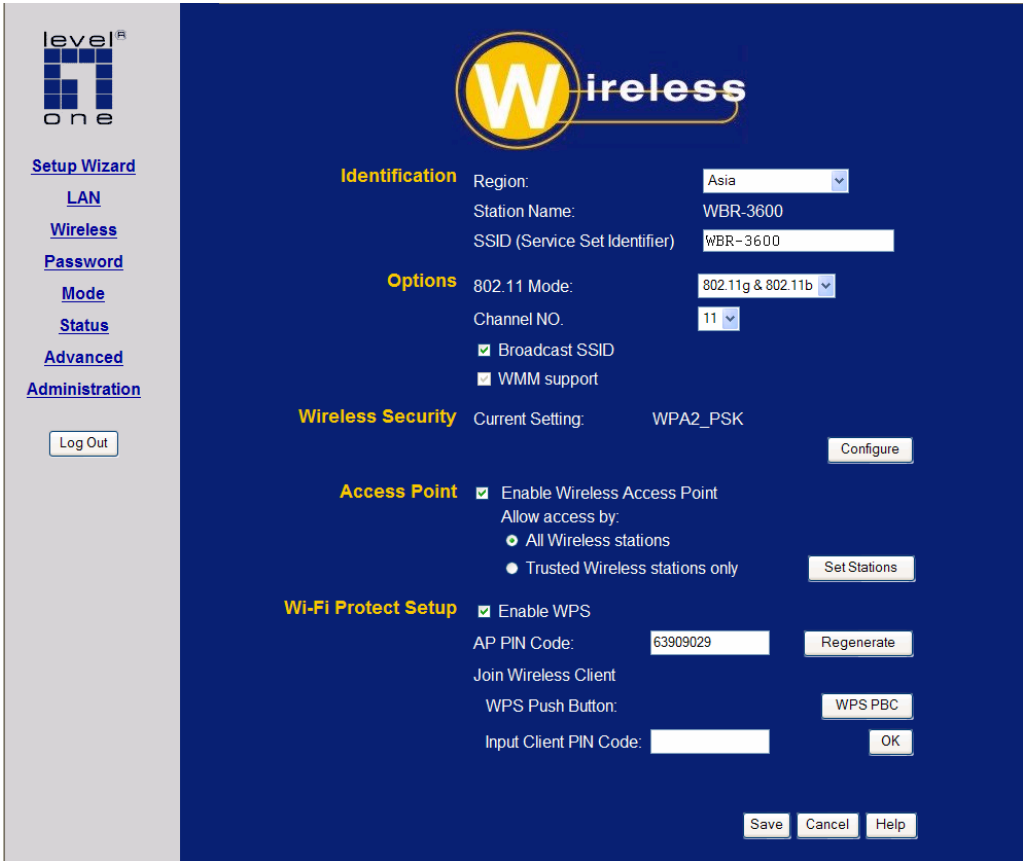 level®
one
Setup Wizard
LAN
Wireless
Password
Mode
Status
Advanced
Administration
Log Out
Wireless
Identification
Region: Asia
Station Name: WBR-3600
SSID (Service Set Identifier) WBR-3600
Options
802.11 Mode: 802.11g & 802.11b
Channel NO. 11
Broadcast SSID
WMM support
Wireless Security
Current Setting: WPA2_PSK
Configure
Access Point
Enable Wireless Access Point
Allow access by:
All Wireless stations
Trusted Wireless stations only
Set Stations
Wi-Fi Protect Setup
Enable WPS
AP PIN Code: 63909029
Regenerate
Join Wireless Client
WPS Push Button:
WPS PBC
Input Client PIN Code:
OK
Save
Cancel
Help